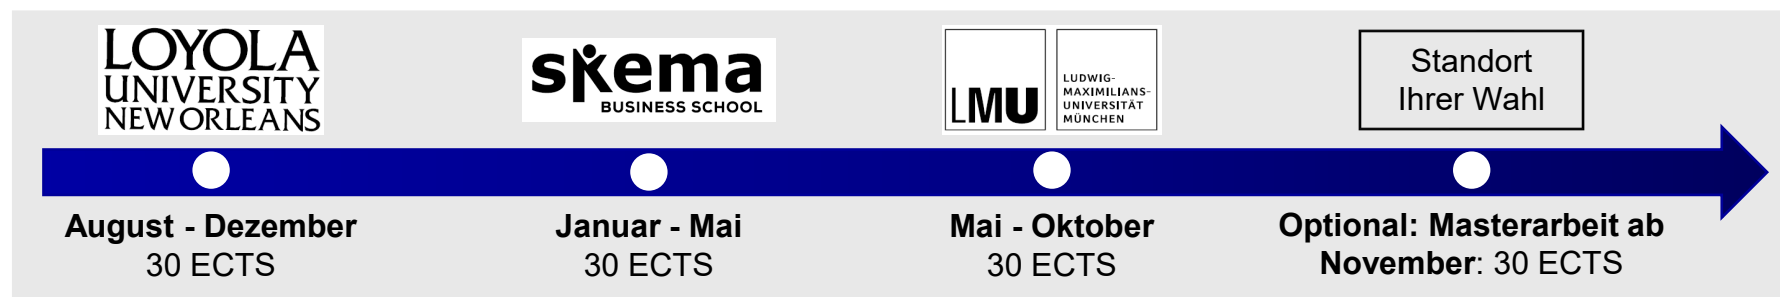 LOYOLA
UNIVERSITY
NEW ORLEANS
skema
BUSINESS SCHOOL
LMU
LUDWIG-
MAXIMILIANS-
UNIVERSITÄT
MÜNCHEN
Standort
Ihrer Wahl
August - Dezember
30 ECTS
Januar - Mai
30 ECTS
Mai - Oktober
30 ECTS
Optional: Masterarbeit ab
November: 30 ECTS